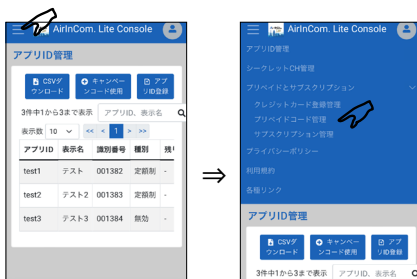 AirInCom. Lite Console
アプリID管理
CSVダ
ウンロード
キャンペー
ンコード使用
アプ
リID登録
3件中1から3まで表示 アプリID、表示名
表示数 10 << < 1 > >>
アプリID 表示名 識別番号 種別 残り
test1 テスト 001382 定額制 -
test2 テスト2 001383 定額制 -
test3 テスト3 001384 無効 -
⇒
AirInCom. Lite Console
アプリID管理
シークレットCH管理
プリペイドとサブスクリプション
クレジットカード登録管理
プリペイドコード管理
サブスクリプション管理
プライバシーポリシー
利用規約
各種リンク
アプリID管理
CSVダ
ウンロード
キャンペー
ンコード使用
アプ
リID登録
3件中1から3まで表示 アプリID、表示名